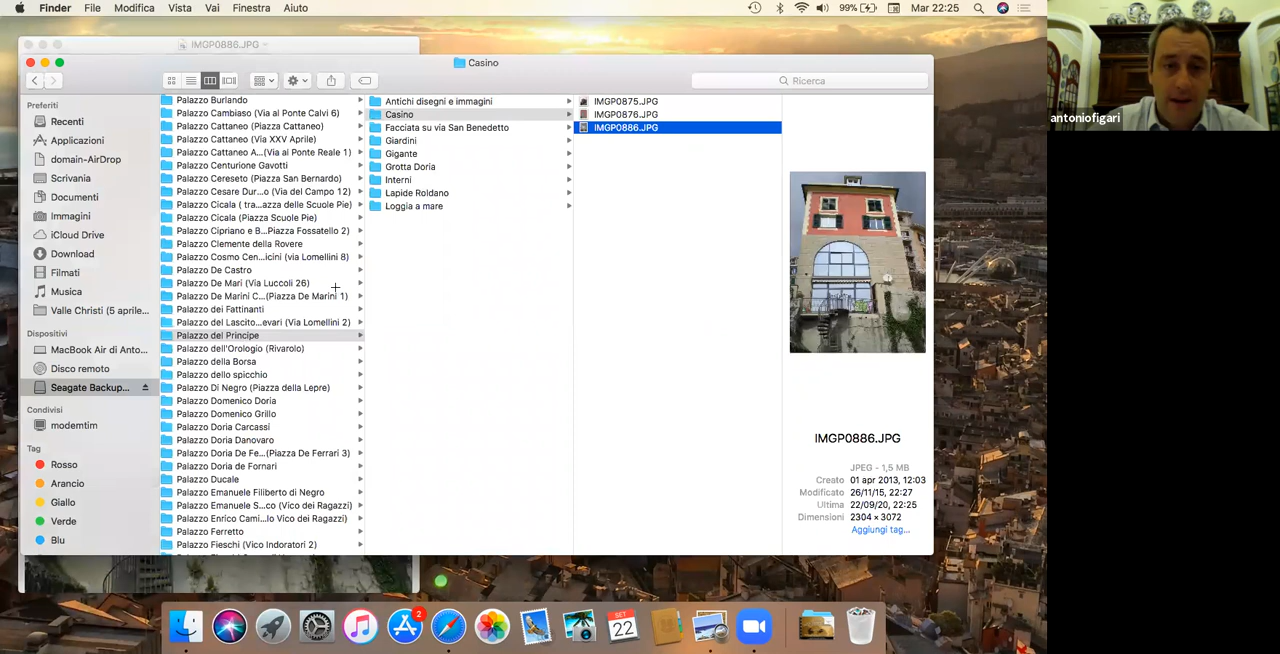 Finder File Modifica Vista Vai Finestra Aiuto
99% Mar 22:25
IMGP0886.JPG
Casino
Ricerca
antoniofigari
Preferiti
Recenti
Applicazioni
domain-AirDrop
Scrivania
Documenti
Immagini
iCloud Drive
Download
Filmati
Musica
Valle Christi (5 aprile...
Dispositivi
MacBook Air di Anto...
Disco remoto
Seagate Backup...
Condivisi
modemtim
Tag
Rosso
Arancio
Giallo
Verde
Blu
Palazzo Burlando
Palazzo Cambiaso (Via al Ponte Calvi 6)
Palazzo Cattaneo (Piazza Cattaneo)
Palazzo Cattaneo (Via XXV Aprile)
Palazzo Cattaneo A...(Via al Ponte Reale 1)
Palazzo Centurione Gavotti
Palazzo Cereseto (Piazza San Bernardo)
Palazzo Cesare Dur...o (Via del Campo 12)
Palazzo Cicala ( tra...azza delle Scuole Pie)
Palazzo Cicala (Piazza Scuole Pie)
Palazzo Cipriano e B...Piazza Fossatello 2)
Palazzo Clemente della Rovere
Palazzo Cosmo Cen...icini (via Lomellini 8)
Palazzo De Castro
Palazzo De Mari (Via Luccoli 26)
Palazzo De Marini C...(Piazza De Marini 1)
Palazzo dei Fattinanti
Palazzo del Lascito...evari (Via Lomellini 2)
Palazzo del Principe
Palazzo dell'Orologio (Rivarolo)
Palazzo della Borsa
Palazzo dello spicchio
Palazzo Di Negro (Piazza della Lepre)
Palazzo Domenico Doria
Palazzo Domenico Grillo
Palazzo Doria Carcassi
Palazzo Doria Danovaro
Palazzo Doria De Fe...(Piazza De Ferrari 3)
Palazzo Doria de Fornari
Palazzo Ducale
Palazzo Emanuele Filiberto di Negro
Palazzo Emanuele S...co (Vico dei Ragazzi)
Palazzo Enrico Cami...lo Vico dei Ragazzi)
Palazzo Ferretto
Palazzo Fieschi (Vico Indoratori 2)
Antichi disegni e immagini
Casino
Facciata su via San Benedetto
Giardini
Gigante
Grotta Doria
Interni
Lapide Roldano
Loggia a mare
IMGP0875.JPG
IMGP0876.JPG
IMGP0886.JPG
IMGP0886.JPG
JPEG - 1,5 MB
Creato 01 apr 2013, 12:03
Modificato 26/11/15, 22:27
Ultima 22/09/20, 22:25
Dimensioni 2304 × 3072
Aggiungi tag...
2
SET
22